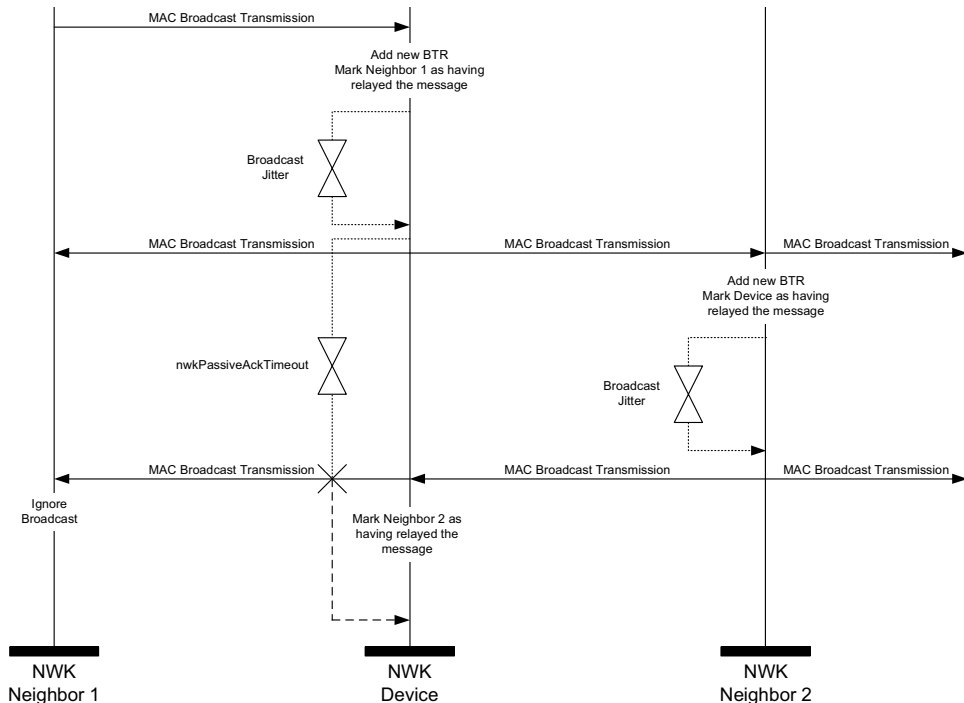 MAC Broadcast Transmission
Add new BTR
Mark Neighbor 1 as having
relayed the message
Broadcast
Jitter
MAC Broadcast Transmission
MAC Broadcast Transmission
MAC Broadcast Transmission
Add new BTR
Mark Device as having
relayed the message
nwkPassiveAckTimeout
Broadcast
Jitter
MAC Broadcast Transmission
MAC Broadcast Transmission
MAC Broadcast Transmission
Ignore
Broadcast
Mark Neighbor 2 as
having relayed the
message
NWK
Neighbor 1
NWK
Device
NWK
Neighbor 2